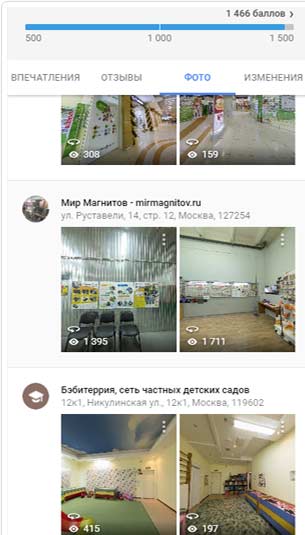 1 466 баллов ›
500 1 000 1 500
ВПЕЧАТЛЕНИЯ ОТЗЫВЫ ФОТО ИЗМЕНЕНИЯ
308 159
Мир Магнитов - mirmagnitov.ru
ул. Руставели, 14, стр. 12, Москва, 127254
1 395 1 711
Бэбитеррия, сеть частных детских садов
12к1, Никулинская ул., 12к1, Москва, 119602
415 197